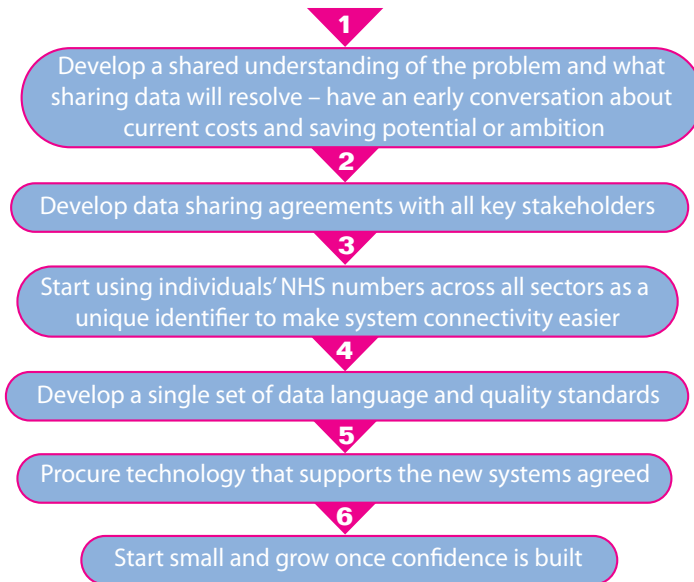 1
Develop a shared understanding of the problem and what
sharing data will resolve – have an early conversation about
current costs and saving potential or ambition
2
Develop data sharing agreements with all key stakeholders
3
Start using individuals’ NHS numbers across all sectors as a
unique identifier to make system connectivity easier
4
Develop a single set of data language and quality standards
5
Procure technology that supports the new systems agreed
6
Start small and grow once confidence is built